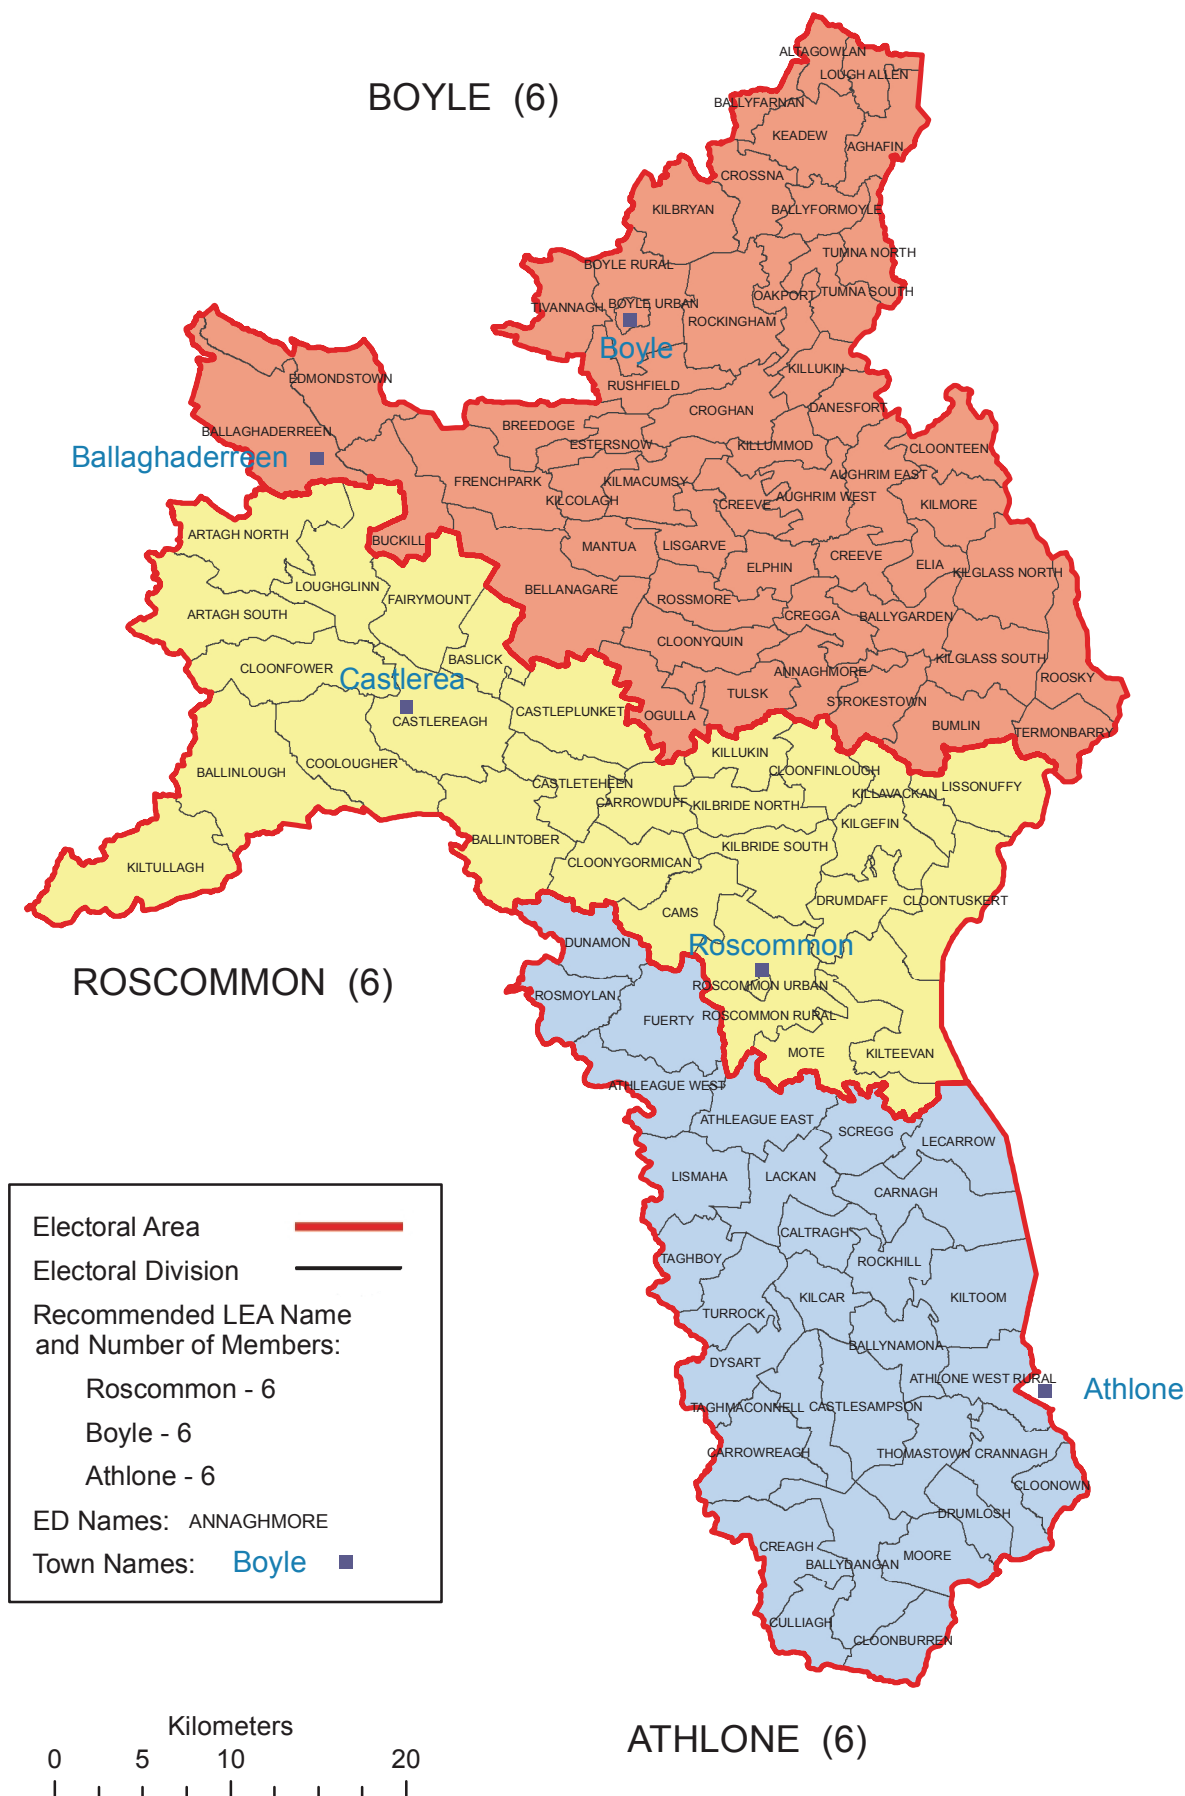 BOYLE (6)
ALTAGOWLAN
LOUGH ALLEN
BALLYFARNAN
KEADEW
AGHAFIN
CROSSNA
KILBRYAN
BALLYFORMOYLE
TUMNA NORTH
BOYLE RURAL
OAKPORT
TUMNA SOUTH
TIVANNAGH
BOYLE URBAN
ROCKINGHAM
Boyle
KILLUKIN
EDMONDSTOWN
RUSHFIELD
CROGHAN
DANESFORT
BREEDOGE
BALLAGHADERREEN
ESTERSNOW
KILLUMMOD
CLOONTEEN
Ballaghaderreen
FRENCHPARK
KILMACUMSY
AUGHRIM EAST
KILCOLAGH
CREEVE
AUGHRIM WEST
KILMORE
ARTAGH NORTH
BUCKILL
MANTUA
LISGARVE
CREEVE
ELPHIN
ELIA
KILGLASS NORTH
LOUGHGLINN
FAIRYMOUNT
BELLANAGARE
ROSSMORE
ARTAGH SOUTH
CREGGA
BALLYGARDEN
CLOONYQUIN
CLOONFOWER
BASLICK
KILGLASS SOUTH
Castlerea
ANNAGHMORE
ROOSKY
TULSK
STROKESTOWN
CASTLEREAGH
CASTLEPLUNKET
OGULLA
BUMLIN
TERMONBARRY
KILLUKIN
BALLINLOUGH
COOLOUGHER
CLOONFINLOUGH
CASTLETEHEEN
KILLAVACKAN
LISSONUFFY
CARROWDUFF
KILBRIDE NORTH
KILGEFIN
BALLINTOBER
KILBRIDE SOUTH
KILTULLAGH
CLOONYGORMICAN
DRUMDAFF
CLOONTUSKERT
CAMS
DUNAMON
Roscommon
ROSCOMMON (6)
ROSMOYLAN
ROSCOMMON URBAN
FUERTY
ROSCOMMON RURAL
MOTE
KILTEEVAN
ATHLEAGUE WEST
ATHLEAGUE EAST
SCREGG
LECARROW
LISMAHA
LACKAN
CARNAGH
CALTRAGH
TAGHBOY
ROCKHILL
KILCAR
KILTOOM
TURROCK
BALLYNAMONA
DYSART
ATHLONE WEST RURAL
Athlone
TAGHMACONNELL
CASTLESAMPSON
CARROWREAGH
THOMASTOWN
CRANNAGH
CLOONOWN
DRUMLOSH
CREAGH
BALLYDANGAN
MOORE
CULLIAGH
CLOONBURREN
ATHLONE (6)
Electoral Area
Electoral Division
Recommended LEA Name
and Number of Members:
Roscommon - 6
Boyle - 6
Athlone - 6
ED Names: ANNAGHMORE
Town Names: Boyle
Kilometers
0 5 10 20